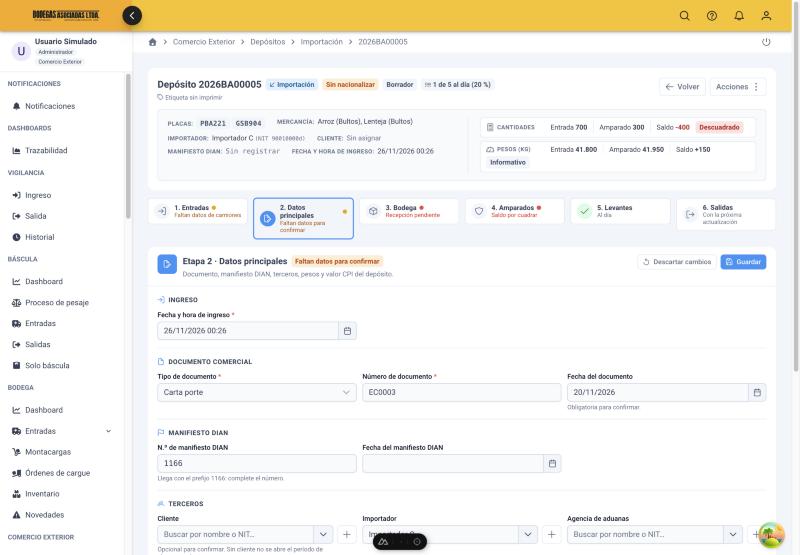 BODEGAS ASOCIADAS LTDA.
U
Usuario Simulado
Administrador
Comercio Exterior
Comercio Exterior > Depósitos > Importación > 2026BA00005
NOTIFICACIONES
Notificaciones
DASHBOARDS
Trazabilidad
VIGILANCIA
Ingreso
Salida
Historial
BÁSCULA
Dashboard
Proceso de pesaje
Entradas
Salidas
Solo báscula
BODEGA
Dashboard
Entradas
Montacargas
Órdenes de cargue
Inventario
Novedades
COMERCIO EXTERIOR
Depósito 2026BA00005 Importación Sin nacionalizar Borrador 1 de 5 al día (20 %)
Volver
Acciones
Etiqueta sin imprimir
PLACAS: PBA221 GSB904 MERCANCÍA: Arroz (Bultos), Lenteja (Bultos)
IMPORTADOR: Importador C CLIENTE: Sin asignar
MANIFIESTO DIAN: Sin registrar FECHA Y HORA DE INGRESO: 26/11/2026 00:26
CANTIDADES Entrada 700 Amparado 300 Saldo -400 Descuadrado
PESOS (KG) Entrada 41.800 Amparado 41.950 Saldo +150
Informativo
1. Entradas
Faltan datos de camiones
2. Datos principales
Faltan datos para confirmar
3. Bodega
Recepción pendiente
4. Amparados
Saldo por cuadrar
5. Levantes
Al día
6. Salidas
Con la próxima actualización
Etapa 2 · Datos principales Faltan datos para confirmar
Documento, manifiesto DIAN, terceros, pesos y valor CPI del depósito.
Descartar cambios
Guardar
INGRESO
Fecha y hora de ingreso *
26/11/2026 00:26
DOCUMENTO COMERCIAL
Tipo de documento * Número de documento * Fecha del documento
Carta porte EC0003 20/11/2026
Obligatoria para confirmar.
MANIFIESTO DIAN
N.º de manifiesto DIAN Fecha del manifiesto DIAN
1166
Llega con el prefijo 1166: complete el número.
TERCEROS
Cliente Importador Agencia de aduanas
Buscar por nombre o NIT... Buscar por nombre o NIT...
Opcional para confirmar. Sin cliente no se abre el período de